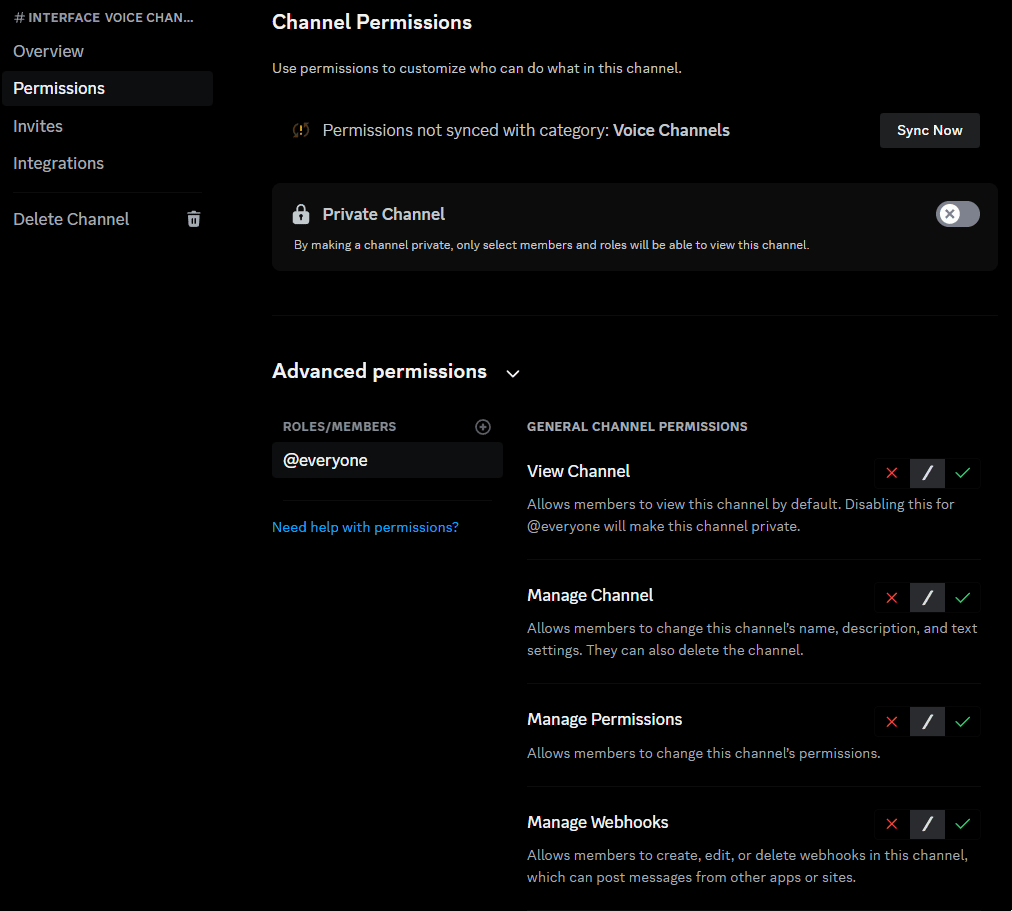 # INTERFACE VOICE CHAN...
Overview
Permissions
Invites
Integrations
Delete Channel
Channel Permissions
Use permissions to customize who can do what in this channel.
Permissions not synced with category: Voice Channels
Sync Now
Private Channel
By making a channel private, only select members and roles will be able to view this channel.
Advanced permissions
ROLES/MEMBERS
@everyone
Need help with permissions?
GENERAL CHANNEL PERMISSIONS
View Channel
Allows members to view this channel by default. Disabling this for
@everyone will make this channel private.
Manage Channel
Allows members to change this channel's name, description, and text
settings. They can also delete the channel.
Manage Permissions
Allows members to change this channel's permissions.
Manage Webhooks
Allows members to create, edit, or delete webhooks in this channel,
which can post messages from other apps or sites.